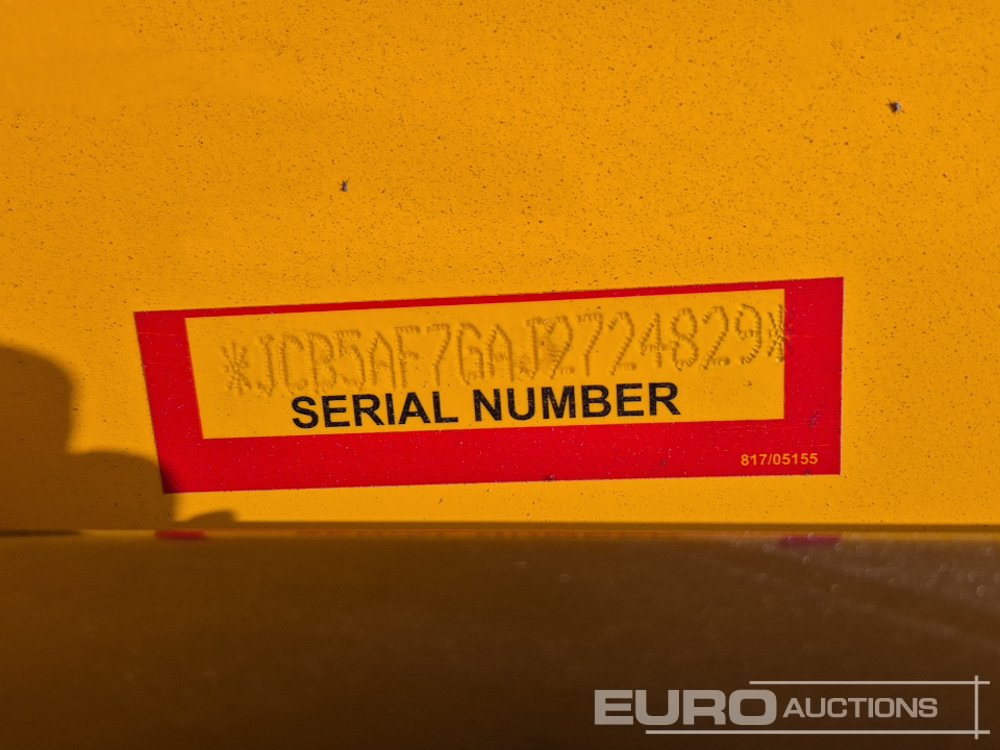 *JCB5AF7GAJ2724829*
SERIAL NUMBER
817/05155
EURO AUCTIONS